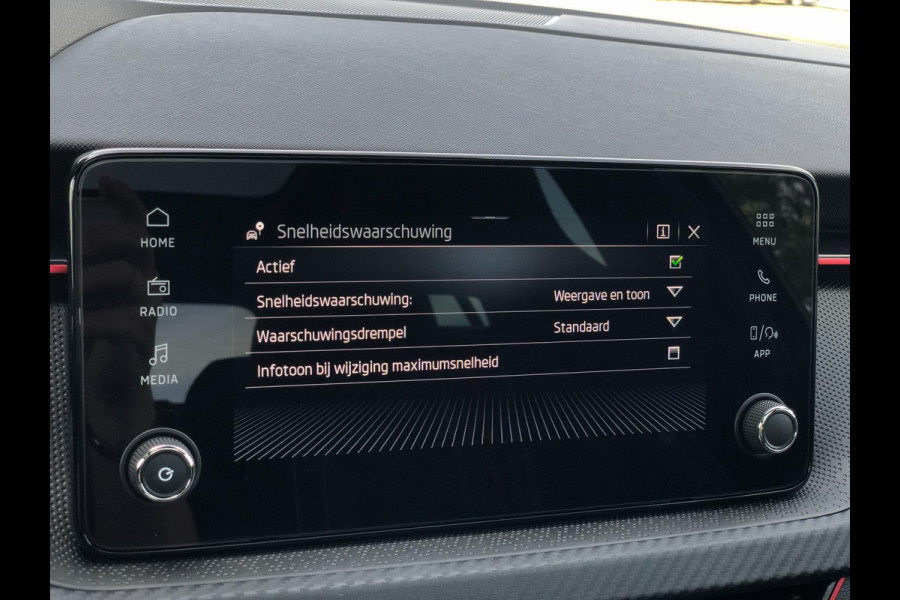 HOME
RADIO
MEDIA
Snelheidswaarschuwing
Actief
Snelheidswaarschuwing: Weergave en toon
Waarschuwingsdrempel Standaard
Infotoon bij wijziging maximumsnelheid
MENU
PHONE
APP